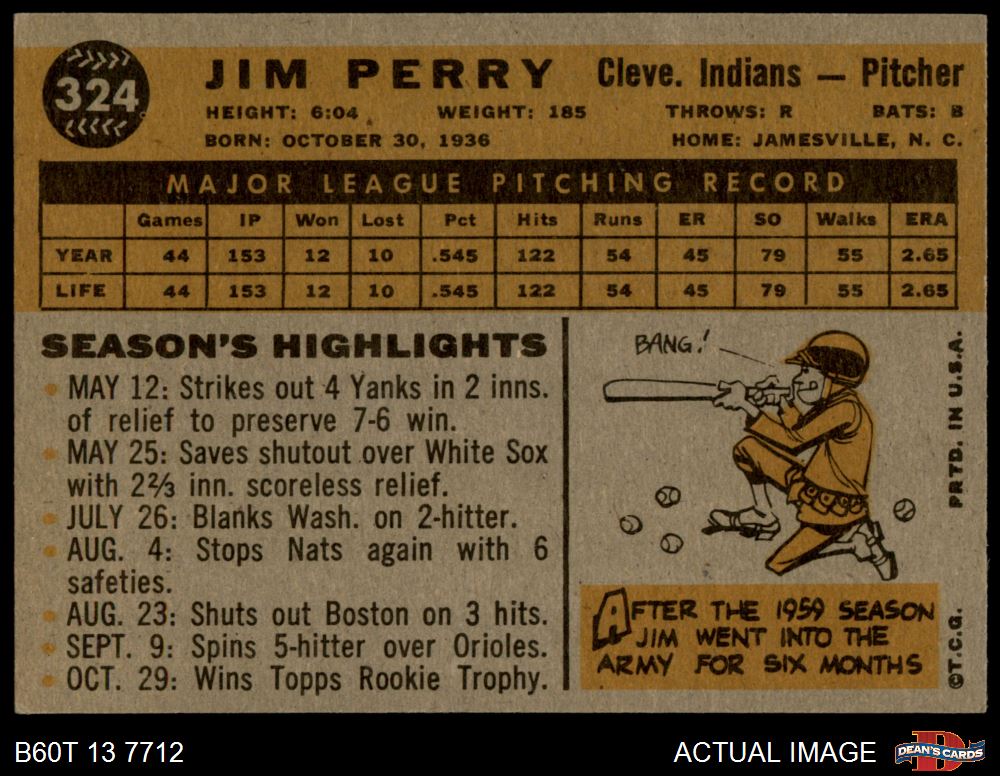 324
JIM PERRY Cleve. Indians — Pitcher
HEIGHT: 6:04 WEIGHT: 185 THROWS: R BATS: B
BORN: OCTOBER 30, 1936 HOME: JAMESVILLE, N. C.
MAJOR LEAGUE PITCHING RECORD
Games IP Won Lost Pct Hits Runs ER SO Walks ERA
YEAR 44 153 12 10 .545 122 54 45 79 55 2.65
LIFE 44 153 12 10 .545 122 54 45 79 55 2.65
SEASON'S HIGHLIGHTS
MAY 12: Strikes out 4 Yanks in 2 inns.
of relief to preserve 7-6 win.
MAY 25: Saves shutout over White Sox
with 2⅔ inn. scoreless relief.
JULY 26: Blanks Wash. on 2-hitter.
AUG. 4: Stops Nats again with 6
safeties.
AUG. 23: Shuts out Boston on 3 hits.
SEPT. 9: Spins 5-hitter over Orioles.
OCT. 29: Wins Topps Rookie Trophy.
BANG!
AFTER THE 1959 SEASON
JIM WENT INTO THE
ARMY FOR SIX MONTHS
©T.C.G. PRTD. IN U.S.A.
B60T 13 7712 ACTUAL IMAGE DEAN'S CARDS